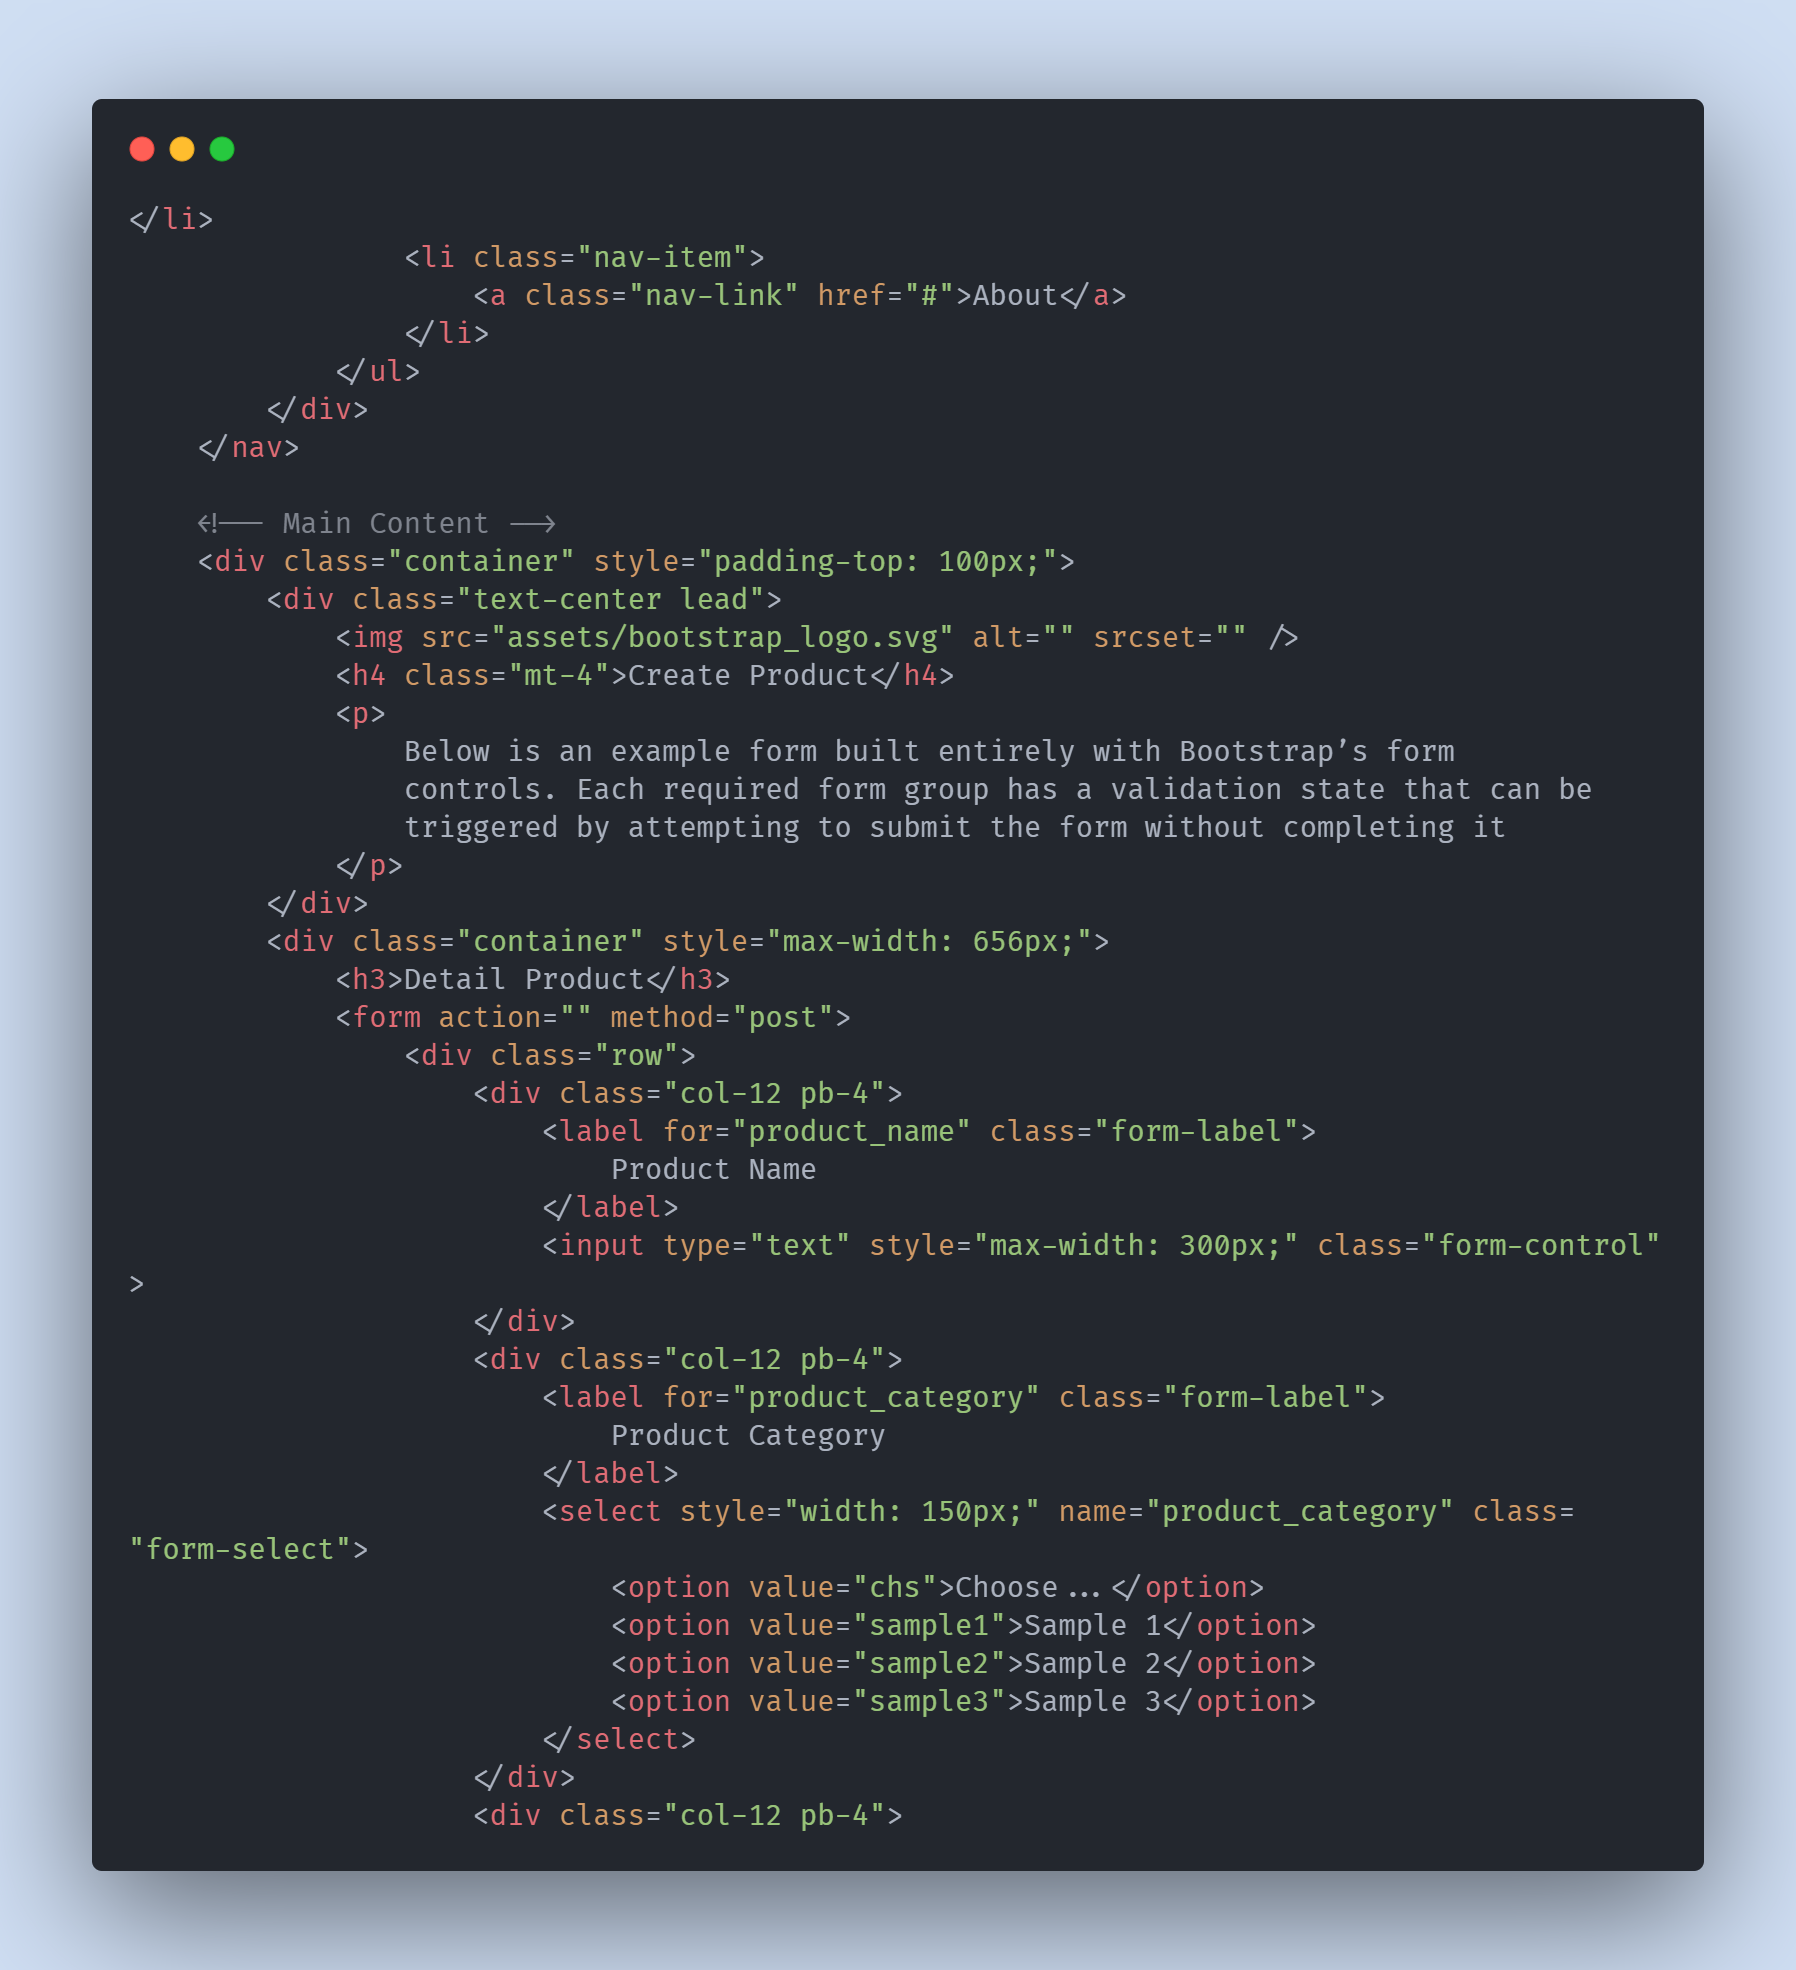 </li>
                <li class="nav-item">
                    <a class="nav-link" href="#">About</a>
                </li>
            </ul>
        </div>
    </nav>

    <!-- Main Content -->
    <div class="container" style="padding-top: 100px;">
        <div class="text-center lead">
            <img src="assets/bootstrap_logo.svg" alt="" srcset="" />
            <h4 class="mt-4">Create Product</h4>
            <p>
                Below is an example form built entirely with Bootstrap’s form
                controls. Each required form group has a validation state that can be
                triggered by attempting to submit the form without completing it
            </p>
        </div>
        <div class="container" style="max-width: 656px;">
            <h3>Detail Product</h3>
            <form action="" method="post">
                <div class="row">
                    <div class="col-12 pb-4">
                        <label for="product_name" class="form-label">
                            Product Name
                        </label>
                        <input type="text" style="max-width: 300px;" class="form-control"
>
                    </div>
                    <div class="col-12 pb-4">
                        <label for="product_category" class="form-label">
                            Product Category
                        </label>
                        <select style="width: 150px;" name="product_category" class=
"form-select">
                            <option value="chs">Choose...</option>
                            <option value="sample1">Sample 1</option>
                            <option value="sample2">Sample 2</option>
                            <option value="sample3">Sample 3</option>
                        </select>
                    </div>
                    <div class="col-12 pb-4">